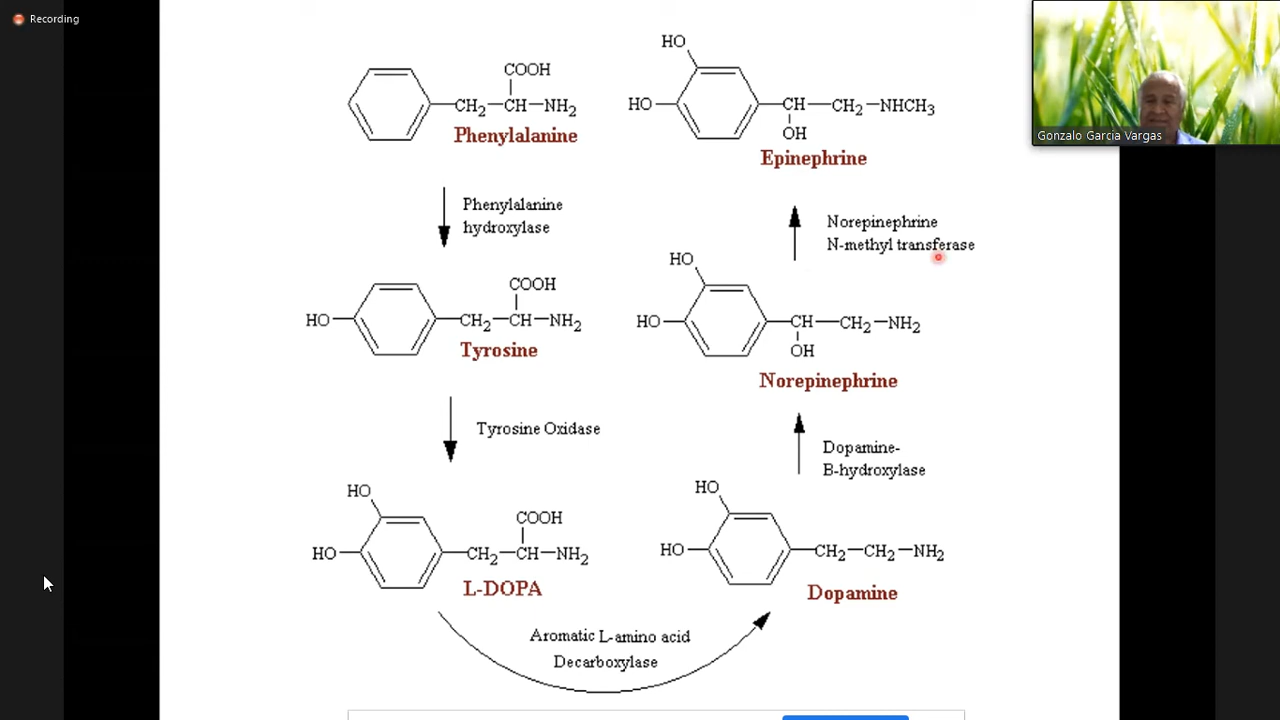 Recording
COOH
CH2 CH NH2
Phenylalanine
Phenylalanine
hydroxylase
COOH
HO CH2 CH NH2
Tyrosine
Tyrosine Oxidase
HO
COOH
HO CH2 CH NH2
L-DOPA
Aromatic L-amino acid
Decarboxylase
HO
HO CH CH2 NHCH3
OH
Epinephrine
Norepinephrine
N-methyl transferase
HO
HO CH CH2 NH2
OH
Norepinephrine
Dopamine-
B-hydroxylase
HO
HO CH2 CH2 NH2
Dopamine
Gonzalo Garcia Vargas